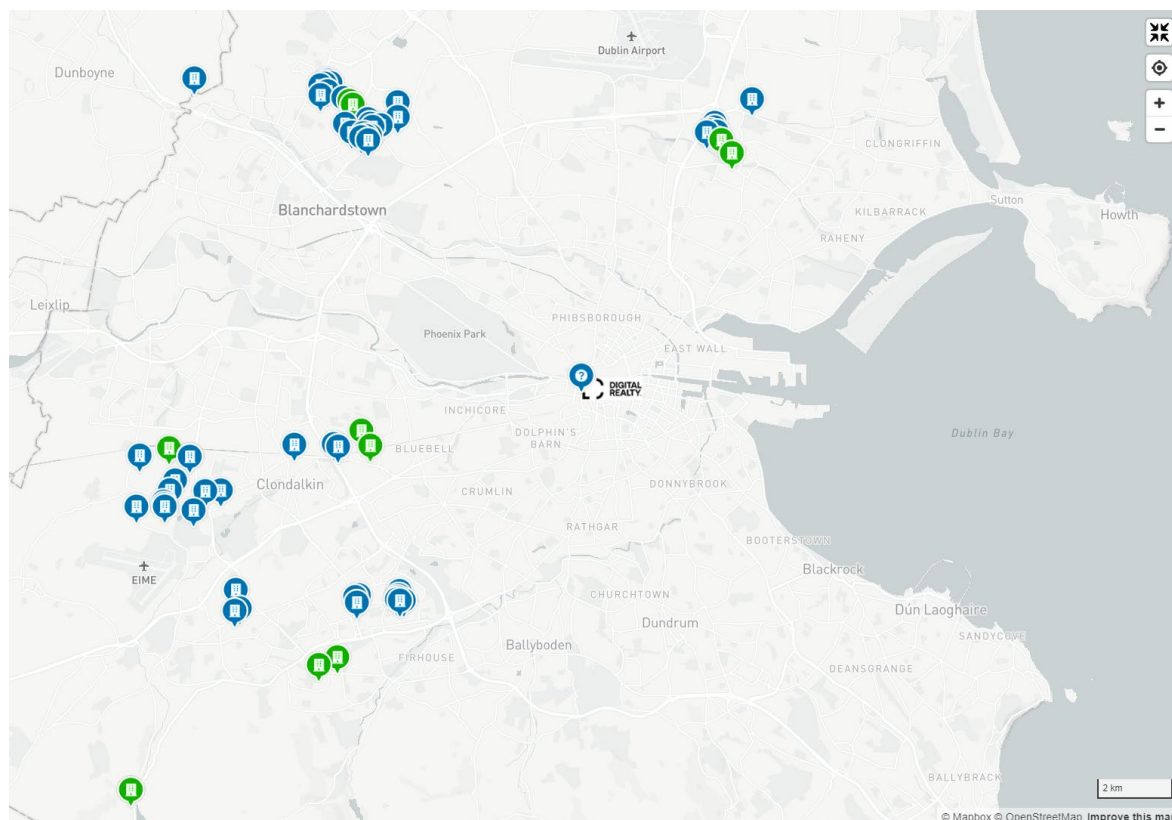 Dublin Airport
Dunboyne
CLONGRIFFIN
Blanchardstown
KILBARRACK
Sutton
Howth
RAHENY
Leixlip
Phoenix Park
PHIBSBOROUGH
EAST WALL
?
DIGITAL
REALTY
INCHICORE
DOLPHIN'S
BARN
BLUEBELL
Dublin Bay
Clondalkin
CRUMLIN
DONNYBROOK
RATHGAR
BOOTERSTOWN
EIME
Blackrock
CHURCHTOWN
Dundrum
Dún Laoghaire
SANDYCOVE
Ballyboden
FIRHOUSE
DEANSGRANGE
BALLYBRACK
+
−
2 km
© Mapbox © OpenStreetMap Improve this ma